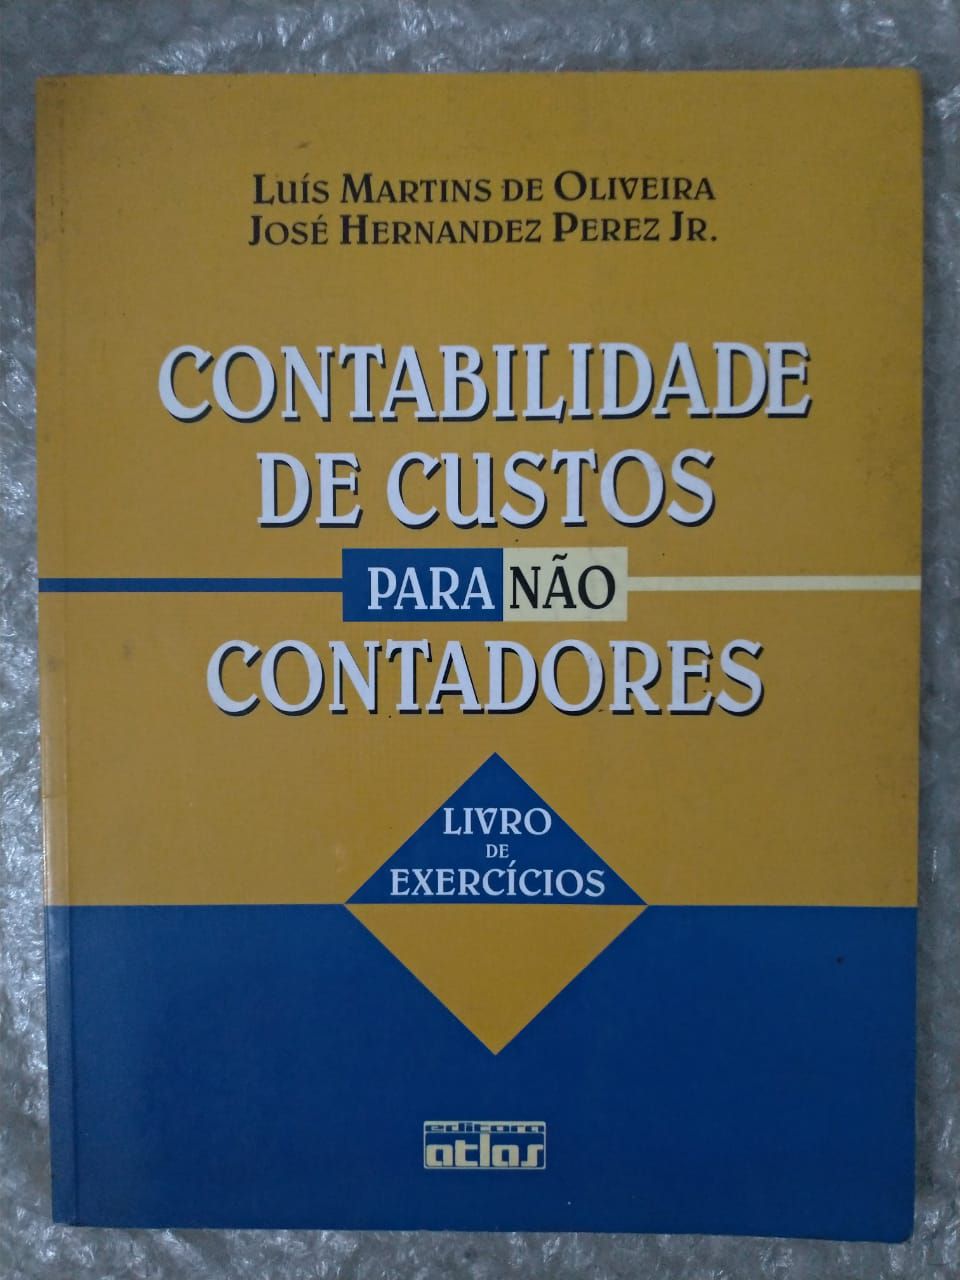 LUÍS MARTINS DE OLIVEIRA
JOSÉ HERNANDEZ PEREZ JR.
CONTABILIDADE
DE CUSTOS
PARA NÃO
CONTADORES
LIVRO
DE
EXERCÍCIOS
editora
atlas